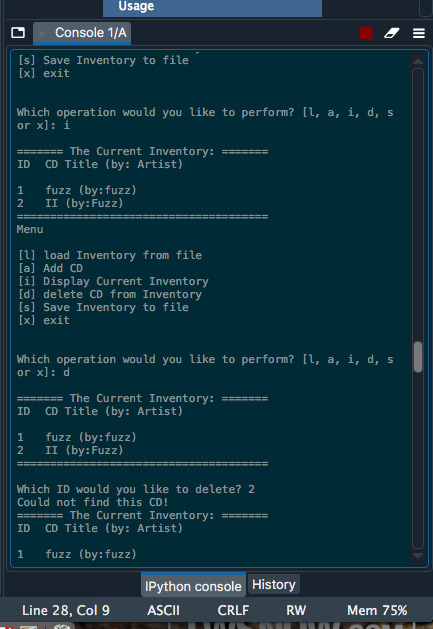 Usage
Console 1/A
[s] Save Inventory to file
[x] exit
Which operation would you like to perform? [l, a, i, d, s
or x]: i
======= The Current Inventory: =======
ID  CD Title (by: Artist)
1   fuzz (by:fuzz)
2   II (by:Fuzz)
======================================
Menu
[l] load Inventory from file
[a] Add CD
[i] Display Current Inventory
[d] delete CD from Inventory
[s] Save Inventory to file
[x] exit
Which operation would you like to perform? [l, a, i, d, s
or x]: d
======= The Current Inventory: =======
ID  CD Title (by: Artist)
1   fuzz (by:fuzz)
2   II (by:Fuzz)
======================================
Which ID would you like to delete? 2
Could not find this CD!
======= The Current Inventory: =======
ID  CD Title (by: Artist)
1   fuzz (by:fuzz)
IPython console History
Line 28, Col 9 ASCII CRLF RW Mem 75%